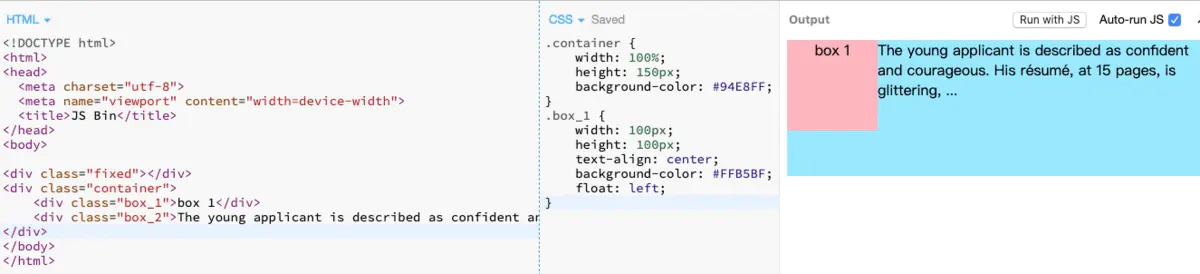 HTML
<!DOCTYPE html>
<html>
<head>
  <meta charset="utf-8">
  <meta name="viewport" content="width=device-width">
  <title>JS Bin</title>
</head>
<body>

<div class="fixed"></div>
<div class="container">
    <div class="box_1">box 1</div>
    <div class="box_2">The young applicant is described as confident an
</div>
</body>
</html>
CSS Saved
.container {
    width: 100%;
    height: 150px;
    background-color: #94E8FF;
}
.box_1 {
    width: 100px;
    height: 100px;
    text-align: center;
    background-color: #FFB5BF;
    float: left;
}
Output Run with JS Auto-run JS
box 1
The young applicant is described as confident
and courageous. His résumé, at 15 pages, is
glittering, ...